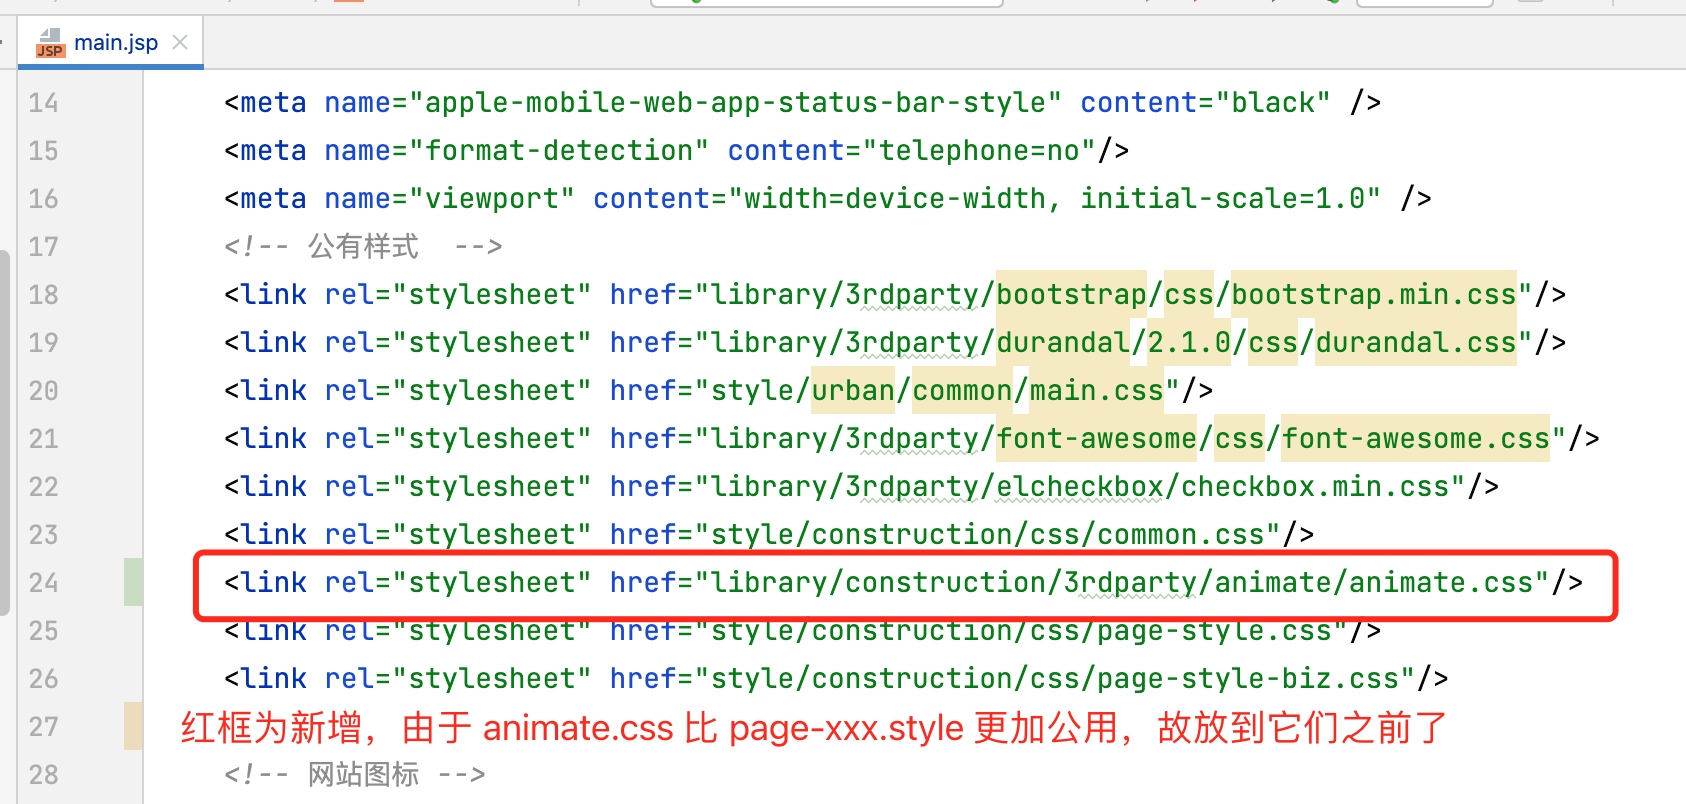 JSP main.jsp
14 <meta name="apple-mobile-web-app-status-bar-style" content="black" />
15 <meta name="format-detection" content="telephone=no"/>
16 <meta name="viewport" content="width=device-width, initial-scale=1.0" />
17 <!-- 公有样式  -->
18 <link rel="stylesheet" href="library/3rdparty/bootstrap/css/bootstrap.min.css"/>
19 <link rel="stylesheet" href="library/3rdparty/durandal/2.1.0/css/durandal.css"/>
20 <link rel="stylesheet" href="style/urban/common/main.css"/>
21 <link rel="stylesheet" href="library/3rdparty/font-awesome/css/font-awesome.css"/>
22 <link rel="stylesheet" href="library/3rdparty/elcheckbox/checkbox.min.css"/>
23 <link rel="stylesheet" href="style/construction/css/common.css"/>
24 <link rel="stylesheet" href="library/construction/3rdparty/animate/animate.css"/>
25 <link rel="stylesheet" href="style/construction/css/page-style.css"/>
26 <link rel="stylesheet" href="style/construction/css/page-style-biz.css"/>
27 红框为新增，由于 animate.css 比 page-xxx.style 更加公用，故放到它们之前了
28 <!-- 网站图标 -->